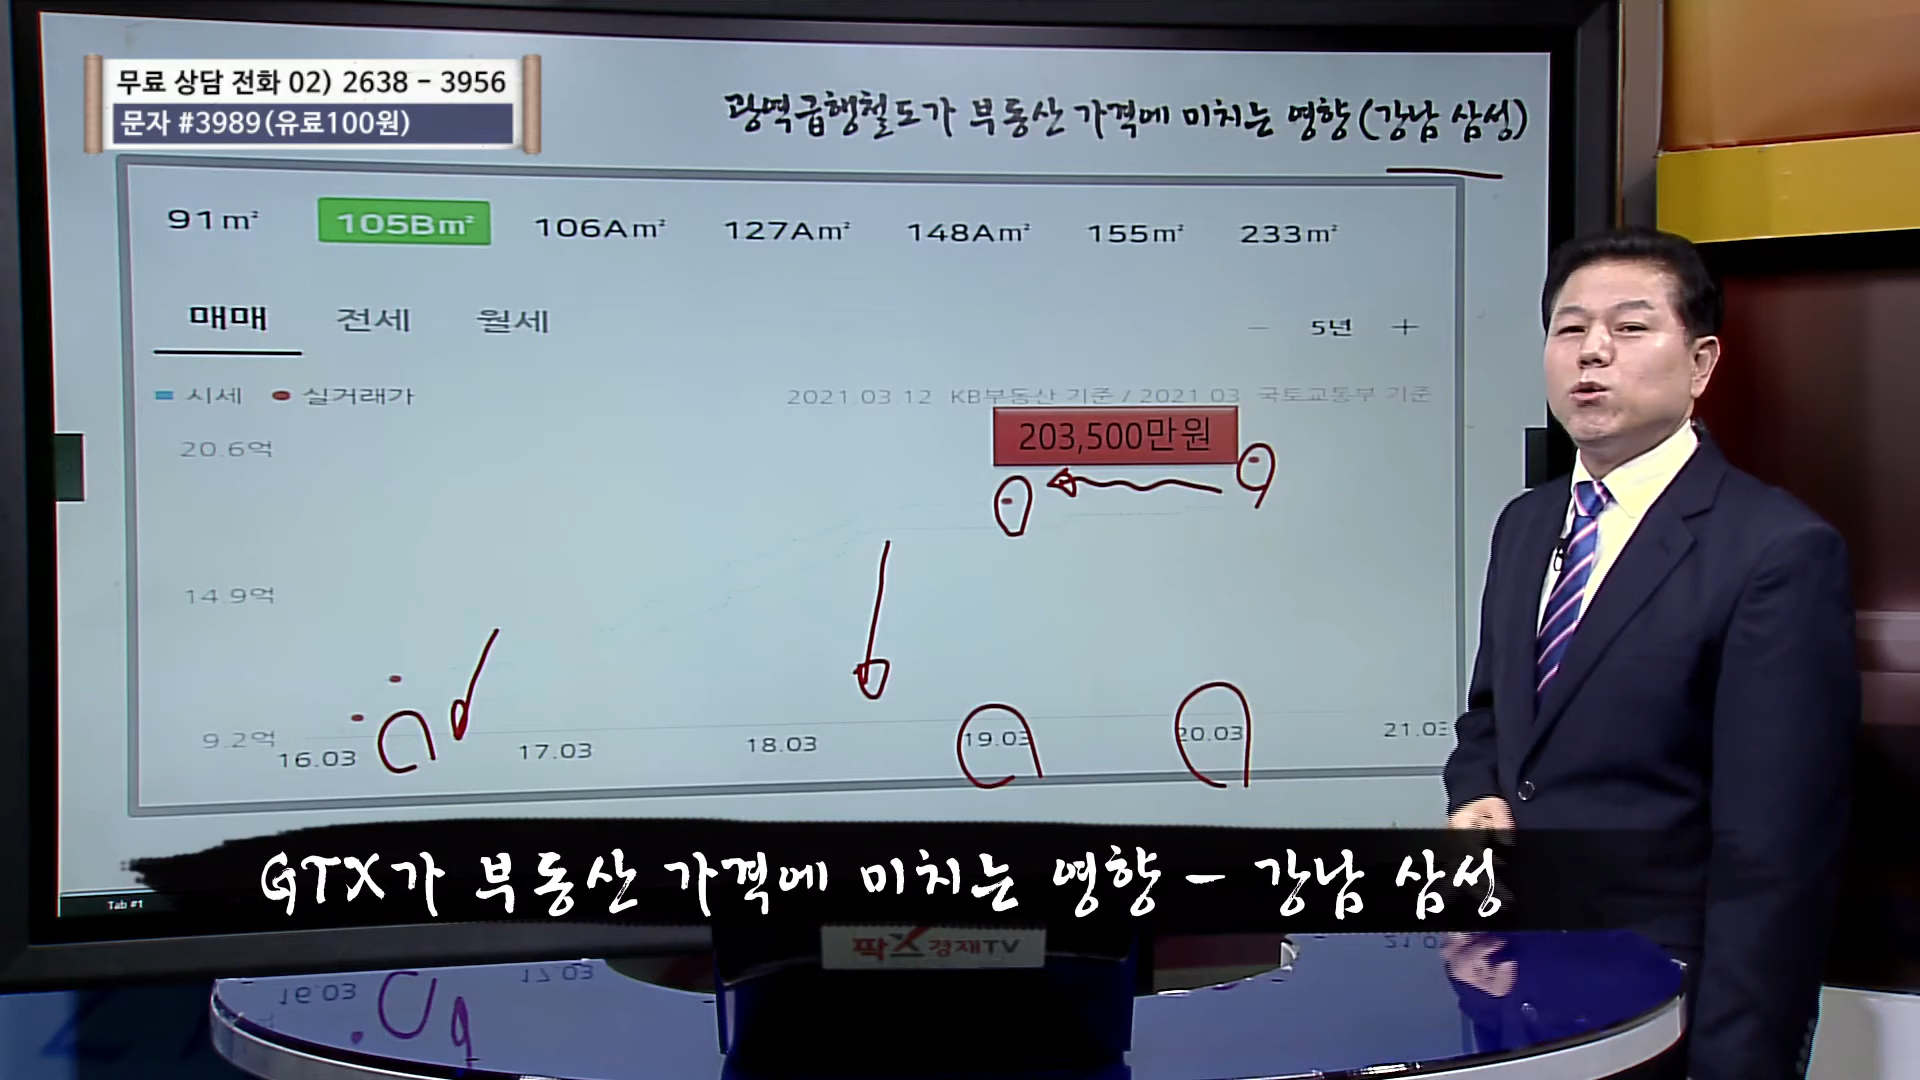 무료 상담 전화 02) 2638 - 3956
문자 #3989(유료100원)
광역급행철도가 부동산 가격에 미치는 영향(강남 삼성)
91㎡ 105B㎡ 106A㎡ 127A㎡ 148A㎡ 155㎡ 233㎡
매매 전세 월세
- 5년 +
시세 실거래가
2021.03.12 KB부동산 기준 / 2021.03 국토교통부 기준
203,500만원
20.6억
14.9억
9.2억
16.03 17.03 18.03 19.03 20.03 21.03
GTX가 부동산 가격에 미치는 영향 - 강남 삼성
Tab #1
팍스경제TV